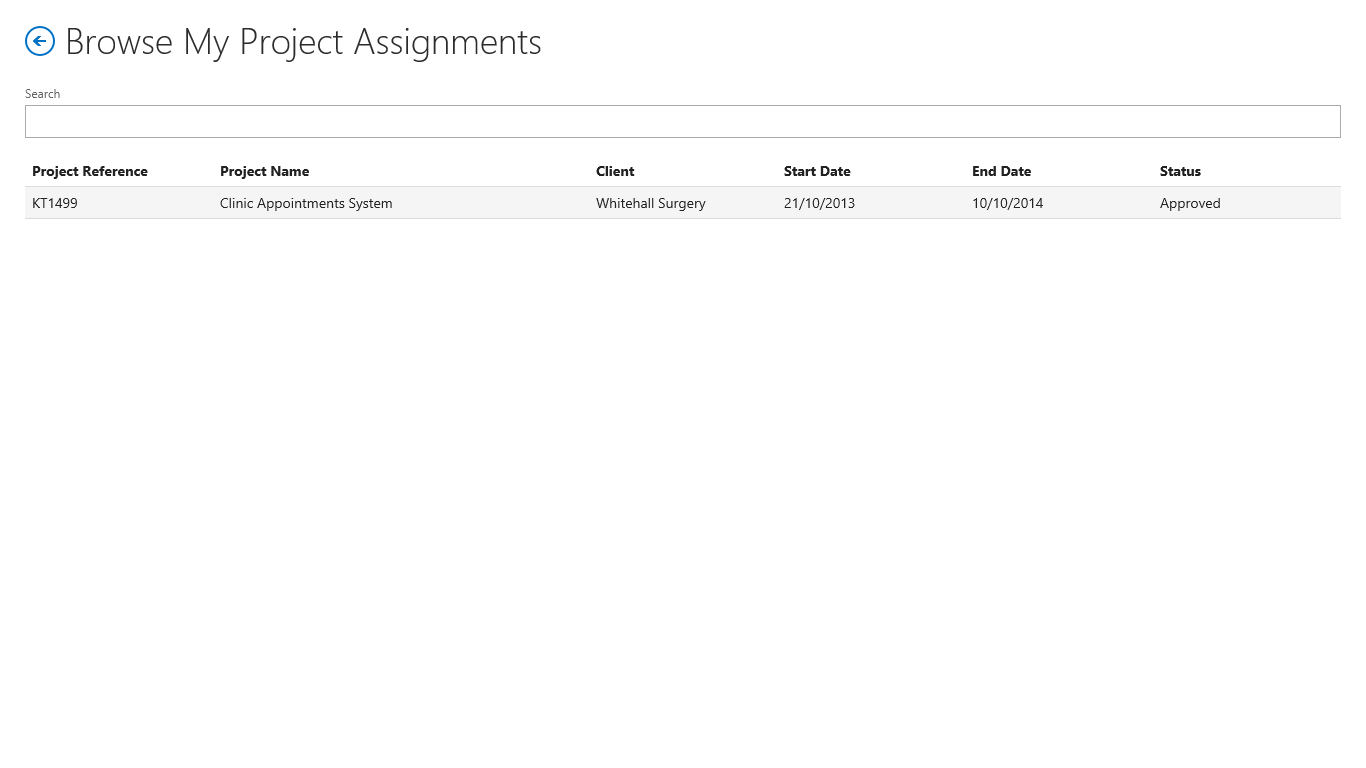 Browse My Project Assignments
Search
Project Reference Project Name Client Start Date End Date Status
KT1499 Clinic Appointments System Whitehall Surgery 21/10/2013 10/10/2014 Approved